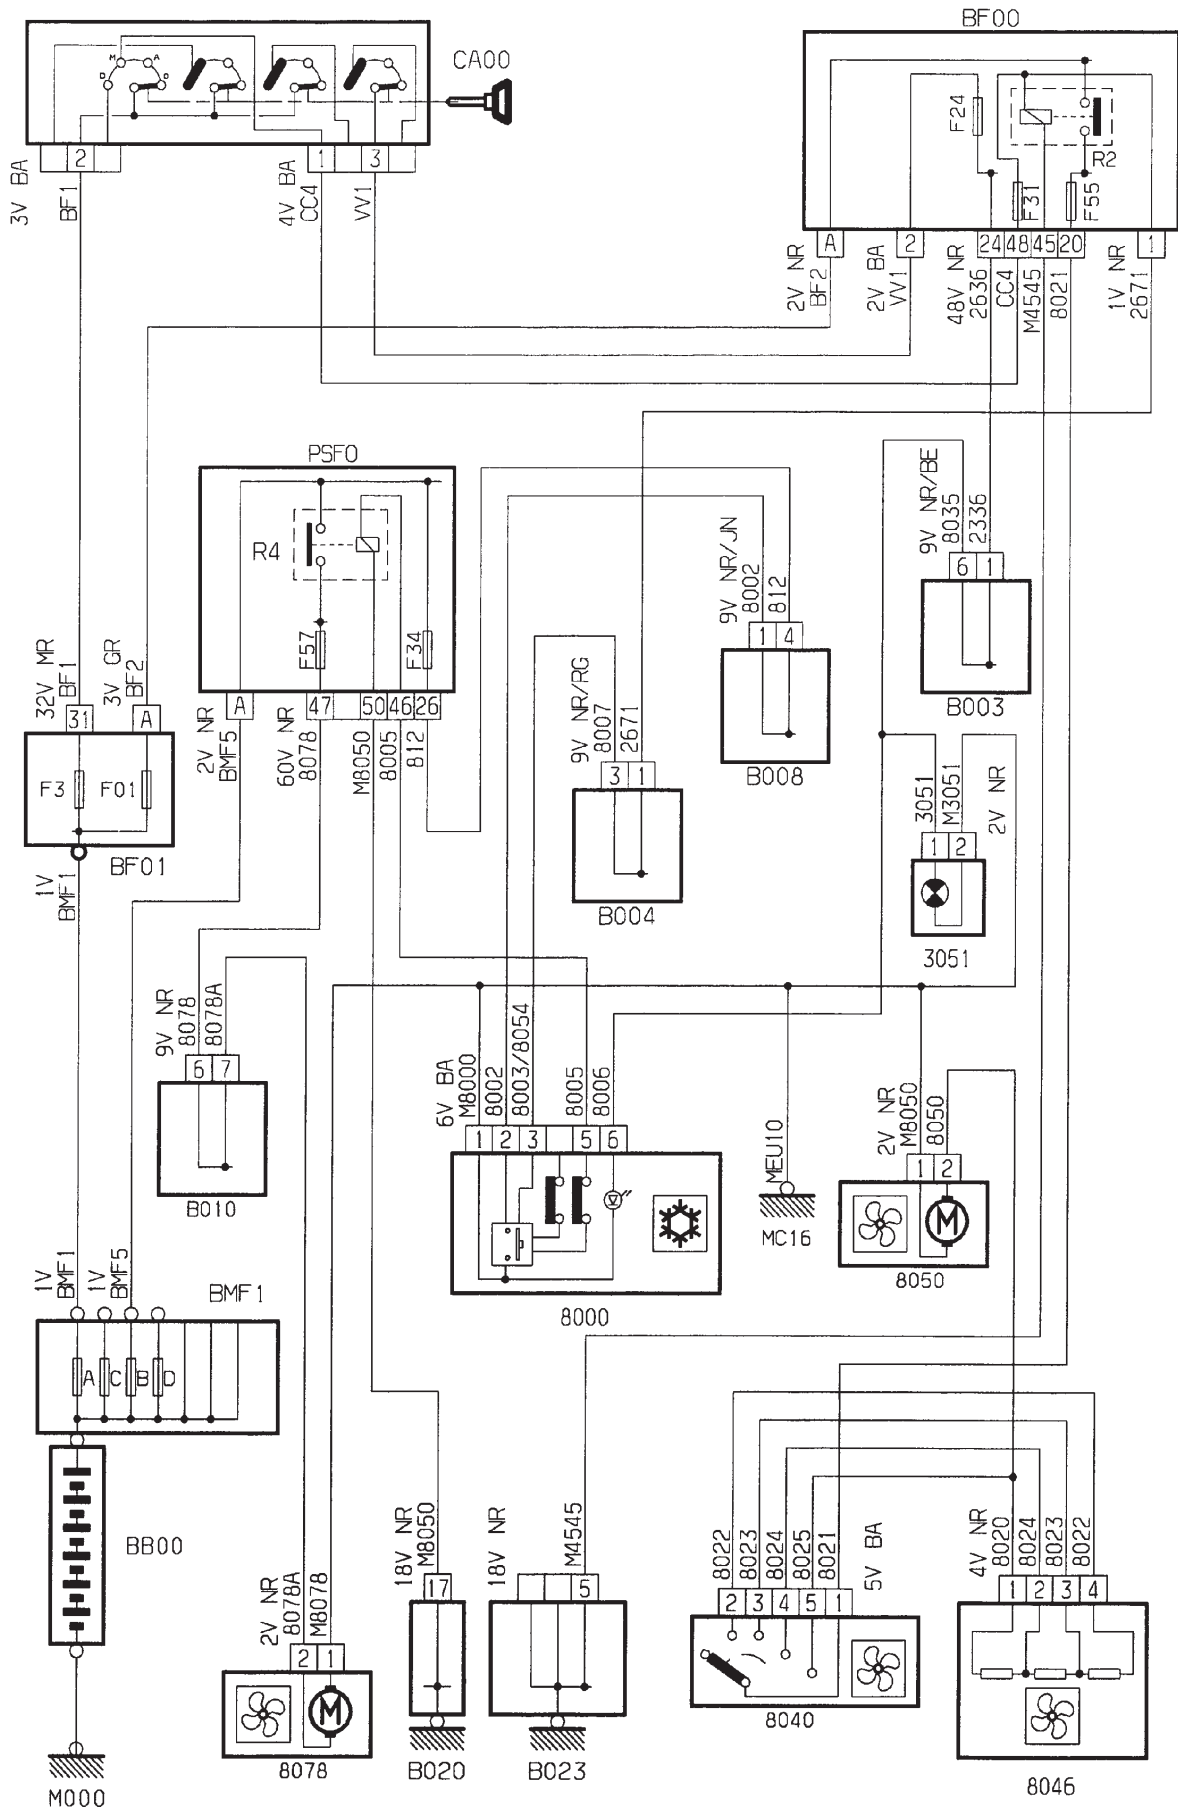 BF00
CA00
M
A
D
D
F24
R2
F31
F55
2
1
3
A
2
24
48
45
20
1
3V BA
BF1
4V BA
CC4
VV1
2V NR
BF2
2V BA
VV1
48V NR
2636
CC4
M4545
8021
1V NR
2671
PSF0
R4
F57
F34
A
47
50
46
26
2V NR
BMF5
60V NR
8078
M8050
8005
812
9V NR/BE
8035
2336
6
1
B003
9V NR/JN
8002
812
1
4
B008
9V NR/RG
8007
2671
3
1
B004
32V MR
BF1
3V GR
BF2
31
A
F3
F01
BF01
1V
BMF1
3051
M3051
2V NR
1
2
3051
9V NR
8078
8078A
6
7
B010
6V BA
M8000
8002
8003/8054
8005
8006
1
2
3
5
6
8000
MEU10
MC16
2V NR
M8050
8050
1
2
M
8050
1V
BMF1
1V
BMF5
BMF1
A
C
B
D
BB00
M000
2V NR
8078A
M8078
2
1
M
8078
18V NR
M8050
17
B020
18V NR
M4545
5
B023
8022
8023
8024
8025
8021
5V BA
2
3
4
5
1
8040
4V NR
8020
8024
8023
8022
1
2
3
4
8046